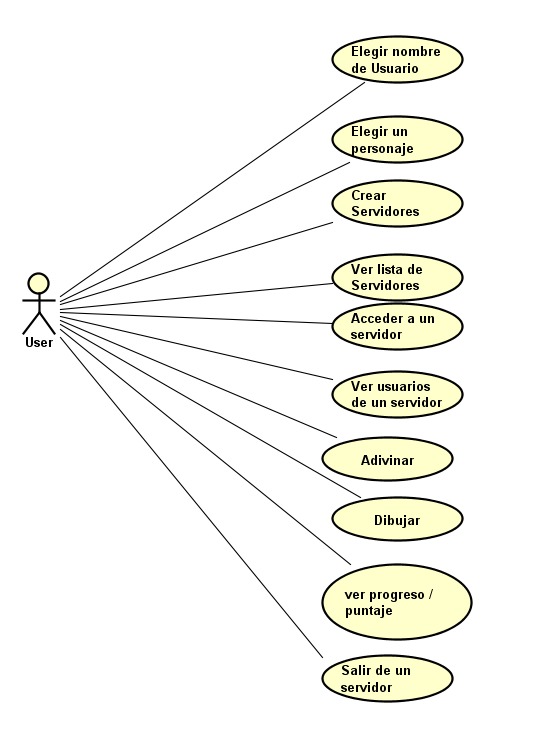 Elegir nombre
de Usuario
Elegir un
personaje
Crear
Servidores
Ver lista de
Servidores
User
Acceder a un
servidor
Ver usuarios
de un servidor
Adivinar
Dibujar
ver progreso /
puntaje
Salir de un
servidor